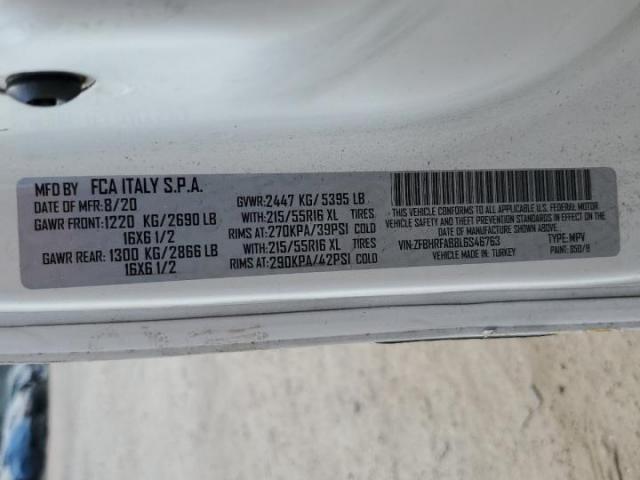 MFD BY FCA ITALY S.P.A.
DATE OF MFR: 8/20
GVWR: 2447 KG/ 5395 LB
GAWR FRONT: 1220 KG/2690 LB WITH: 215/55R16 XL TIRES
16X6 1/2 RIMS AT: 270KPA/39PSI COLD
GAWR REAR: 1300 KG/2866 LB WITH: 215/55R16 XL TIRES
16X6 1/2 RIMS AT: 290KPA/42PSI COLD
THIS VEHICLE CONFORMS TO ALL APPLICABLE U.S. FEDERAL MOTOR
VEHICLE SAFETY AND THEFT PREVENTION STANDARDS IN EFFECT ON THE
DATE OF MANUFACTURE SHOWN ABOVE.
VIN: ZFBHRFAB8L6S46763 TYPE: MPV
VEHICLE MADE IN: TURKEY PAINT: